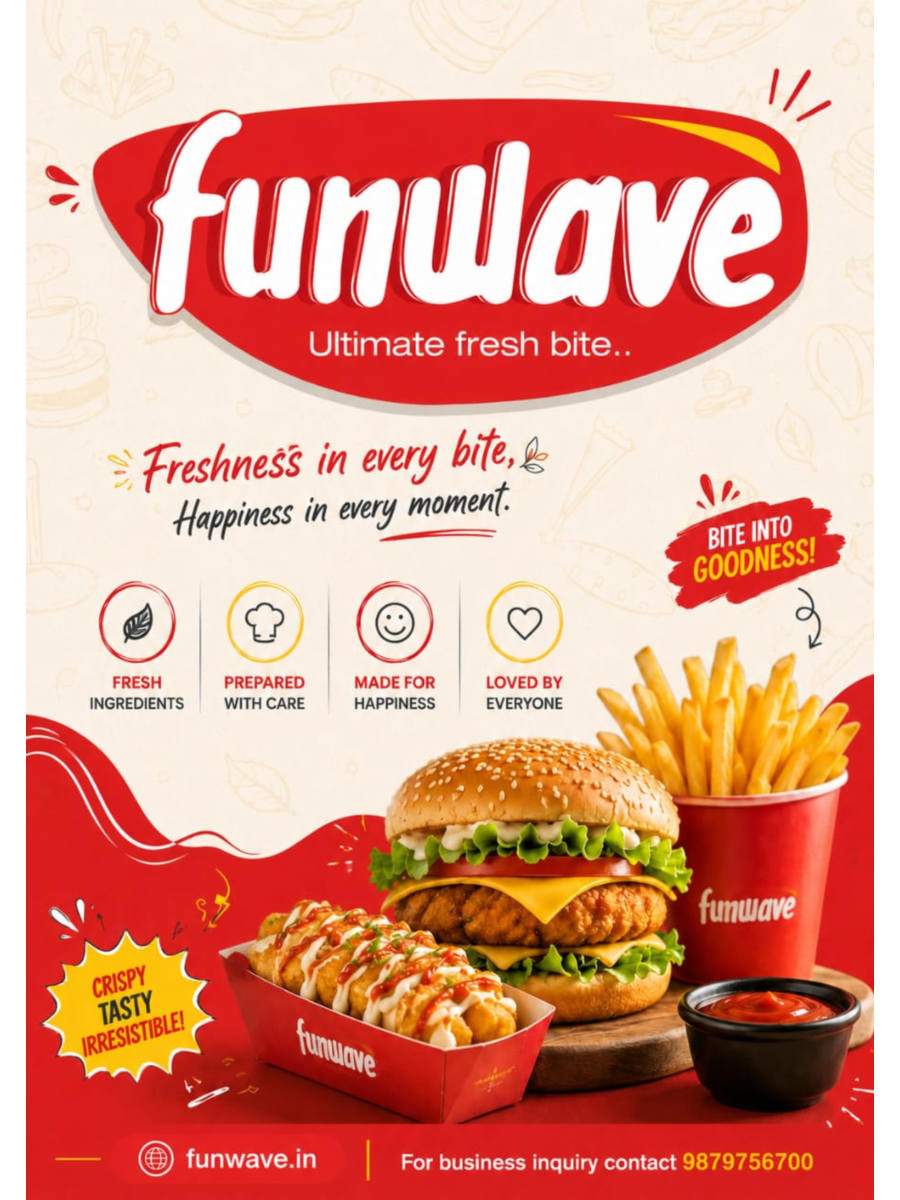 funwave
Ultimate fresh bite..
Freshness in every bite,
Happiness in every moment.
BITE INTO
GOODNESS!
FRESH
INGREDIENTS
PREPARED
WITH CARE
MADE FOR
HAPPINESS
LOVED BY
EVERYONE
funwave
CRISPY
TASTY
IRRESISTIBLE!
funwave
funwave.in
For business inquiry contact 9879756700